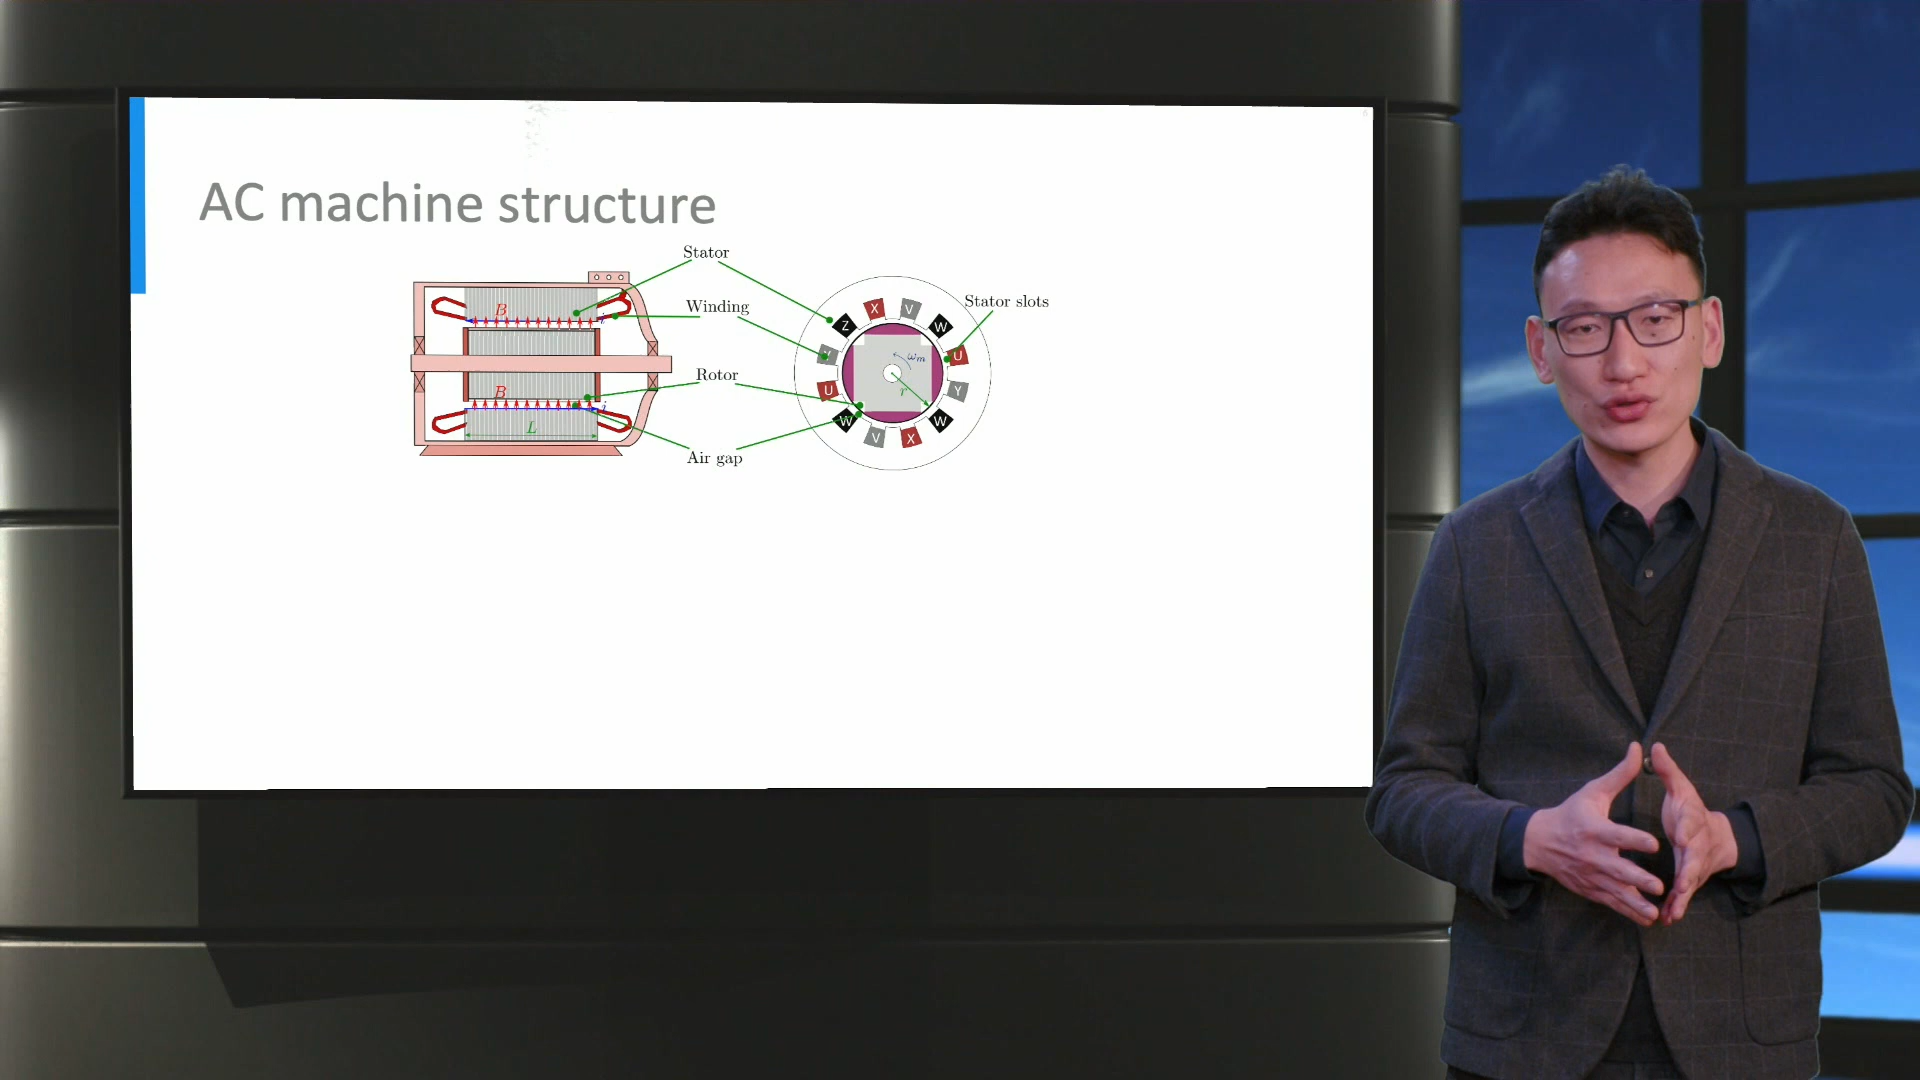 AC machine structure
Stator
Winding
Rotor
Air gap
Stator slots
B
i
B
i
L
Z
X
V
W
U
Y
W
X
V
W
U
ωm
r